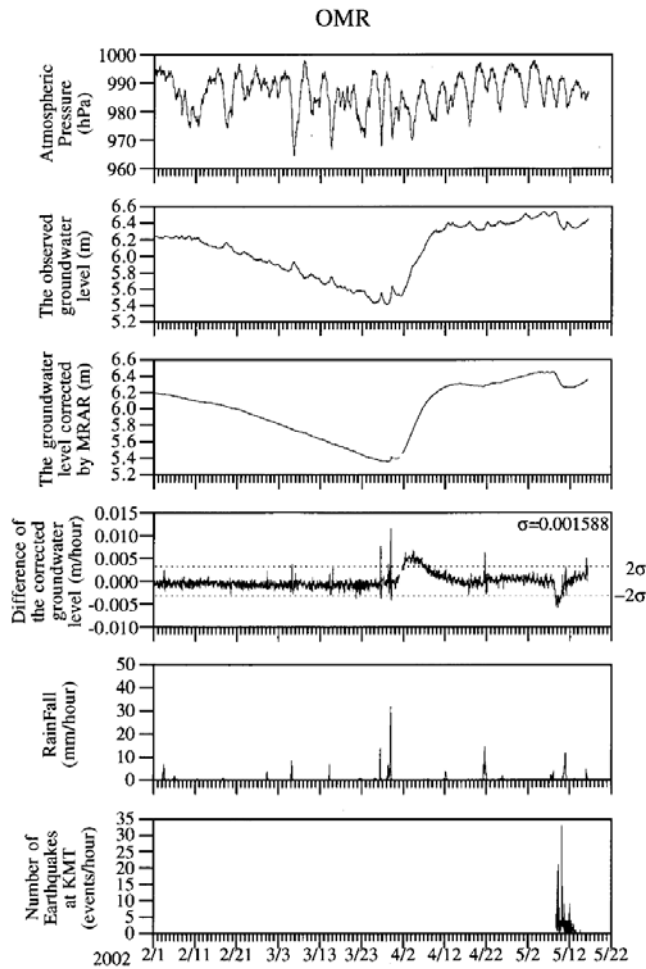 OMR
Atmospheric
Pressure
(hPa)
1000
990
980
970
960
The observed
groundwater
level (m)
6.6
6.4
6.2
5.8
5.6
5.4
5.2
The groundwater
level corrected
by MRAR (m)
6.6
6.4
6.0
5.8
5.4
5.2
Difference of
the corrected
groundwater
level (m/hour)
0.015
0.010
0.005
0.000
-0.005
-0.010
σ=0.001588
2σ
−2σ
RainFall
(mm/hour)
50
40
30
20
10
0
Number of
Earthquakes
at KMT
(events/hour)
35
30
25
20
15
10
5
0
2002 2/1 2/11 2/21 3/3 3/13 3/23 4/2 4/12 4/22 5/2 5/12 5/22